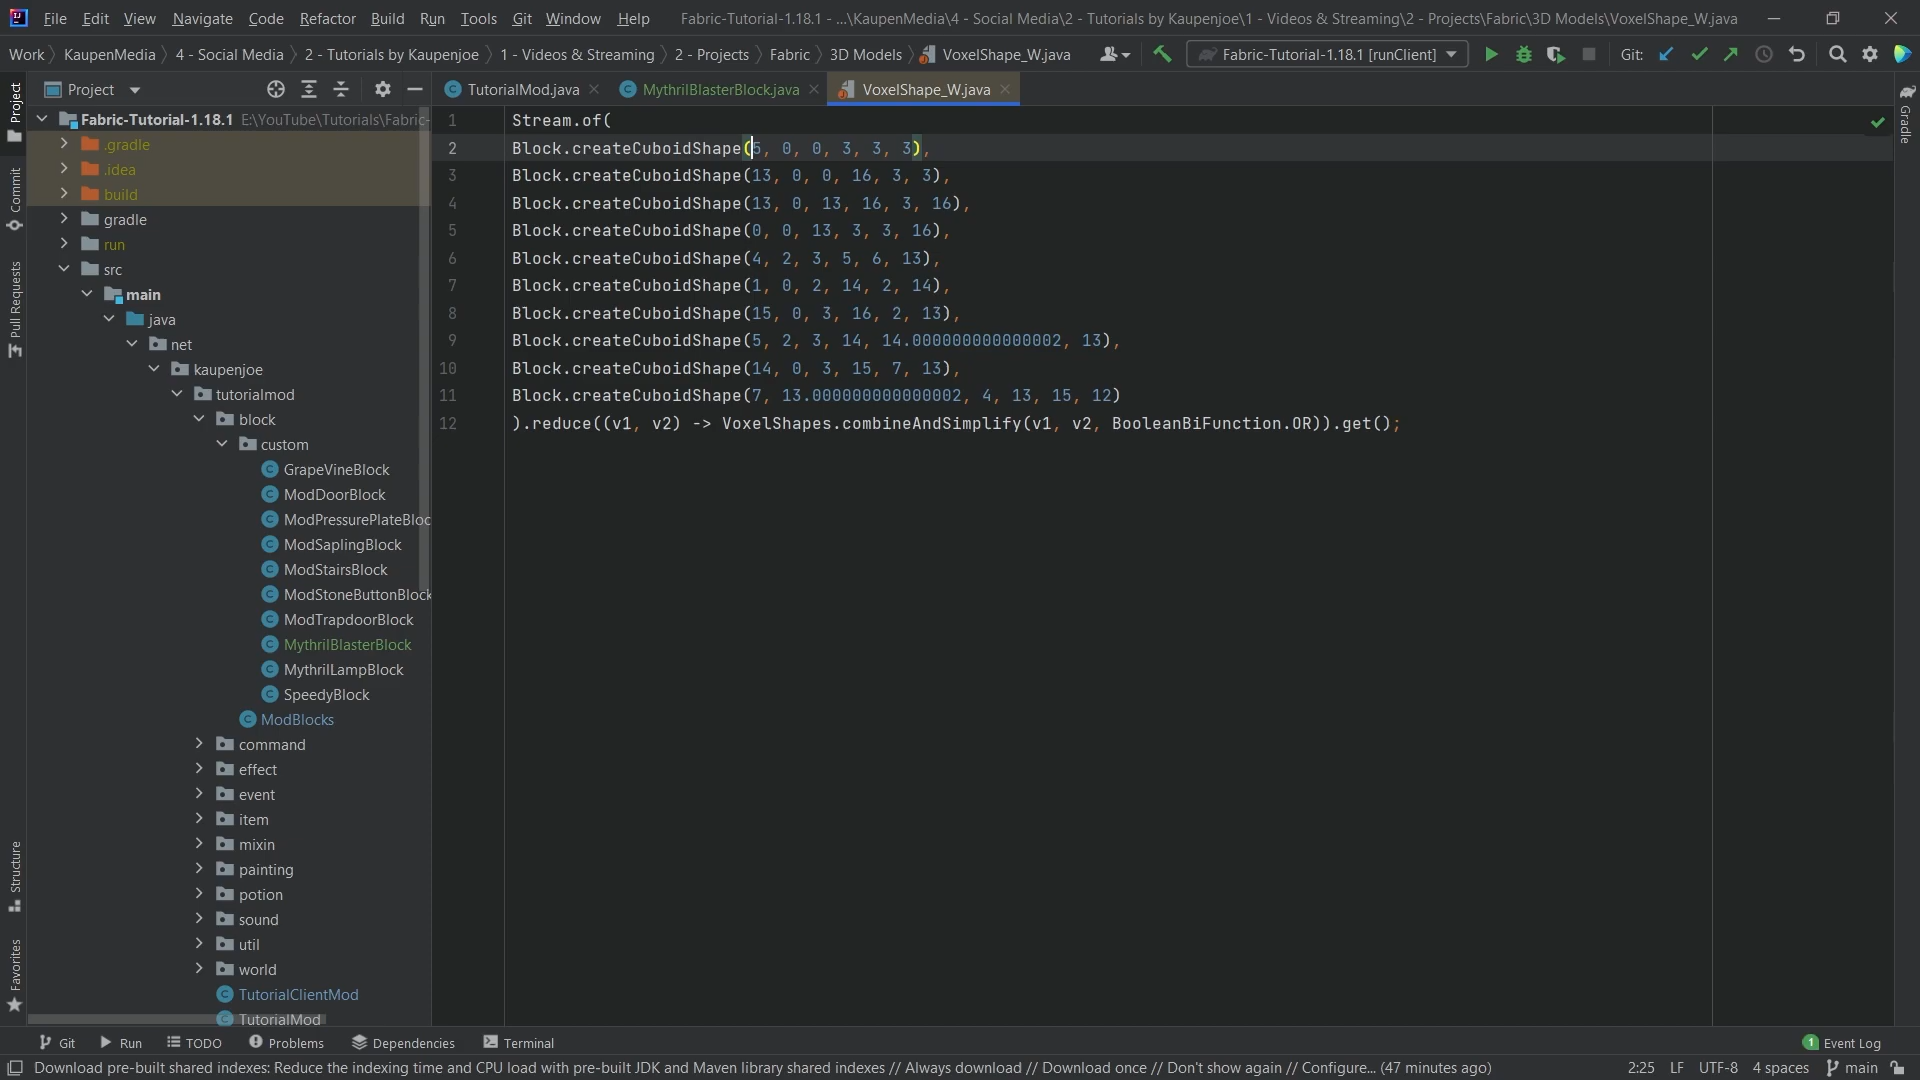 File Edit View Navigate Code Refactor Build Run Tools Git Window Help Fabric-Tutorial-1.18.1 - ...\KaupenMedia\4 - Social Media\2 - Tutorials by Kaupenjoe\1 - Videos & Streaming\2 - Projects\Fabric\3D Models\VoxelShape_W.java
Work KaupenMedia 4 - Social Media 2 - Tutorials by Kaupenjoe 1 - Videos & Streaming 2 - Projects Fabric 3D Models VoxelShape_W.java Fabric-Tutorial-1.18.1 [runClient] Git:
Project
Commit
Pull Requests
Structure
Favorites
Project
Fabric-Tutorial-1.18.1 E:\YouTube\Tutorials\Fabric-
.gradle
.idea
build
gradle
run
src
main
java
net
kaupenjoe
tutorialmod
block
custom
GrapeVineBlock
ModDoorBlock
ModPressurePlateBloc
ModSaplingBlock
ModStairsBlock
ModStoneButtonBlock
ModTrapdoorBlock
MythrilBlasterBlock
MythrilLampBlock
SpeedyBlock
ModBlocks
command
effect
event
item
mixin
painting
potion
sound
util
world
TutorialClientMod
TutorialMod
TutorialMod.java MythrilBlasterBlock.java VoxelShape_W.java
1 Stream.of(
2 Block.createCuboidShape(5, 0, 0, 3, 3, 3),
3 Block.createCuboidShape(13, 0, 0, 16, 3, 3),
4 Block.createCuboidShape(13, 0, 13, 16, 3, 16),
5 Block.createCuboidShape(0, 0, 13, 3, 3, 16),
6 Block.createCuboidShape(4, 2, 3, 5, 6, 13),
7 Block.createCuboidShape(1, 0, 2, 14, 2, 14),
8 Block.createCuboidShape(15, 0, 3, 16, 2, 13),
9 Block.createCuboidShape(5, 2, 3, 14, 14.000000000000002, 13),
10 Block.createCuboidShape(14, 0, 3, 15, 7, 13),
11 Block.createCuboidShape(7, 13.000000000000002, 4, 13, 15, 12)
12 ).reduce((v1, v2) -> VoxelShapes.combineAndSimplify(v1, v2, BooleanBiFunction.OR)).get();
Gradle
Git Run TODO Problems Dependencies Terminal 1 Event Log
Download pre-built shared indexes: Reduce the indexing time and CPU load with pre-built JDK and Maven library shared indexes // Always download // Download once // Don't show again // Configure... (47 minutes ago) 2:25 LF UTF-8 4 spaces main